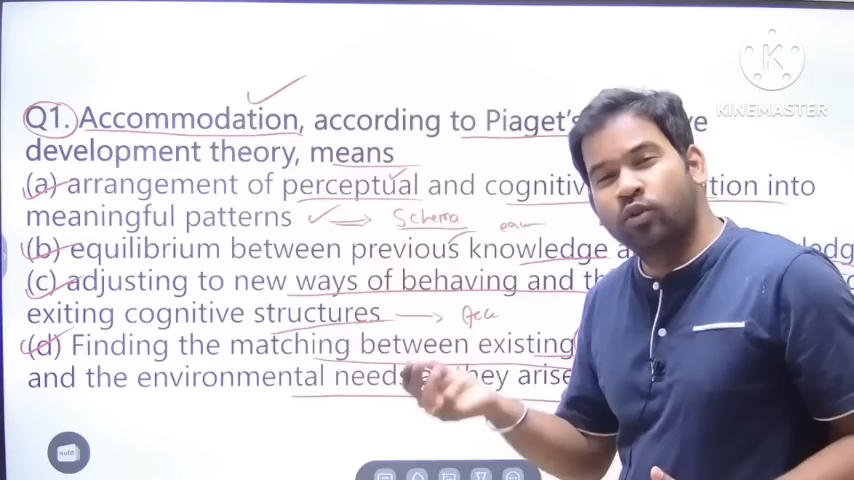 KINEMASTER
Q1. Accommodation, according to Piaget's
development theory, means
(a) arrangement of perceptual and cognitiv tion into
meaningful patterns Schema
(b) equilibrium between previous knowledge
(c) adjusting to new ways of behaving and
exiting cognitive structures
(d) Finding the matching between existing
and the environmental needs they arise